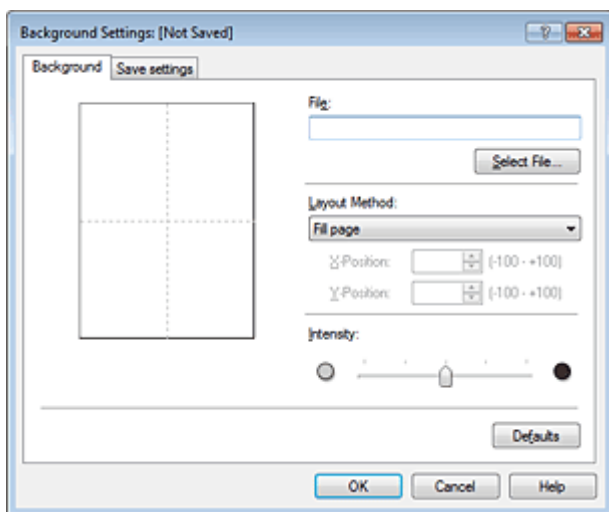 Background Settings: [Not Saved]
Background Save settings
File:
Select File...
Layout Method:
Fill page
X-Position: (-100 - +100)
Y-Position: (-100 - +100)
Intensity:
Defaults
OK Cancel Help